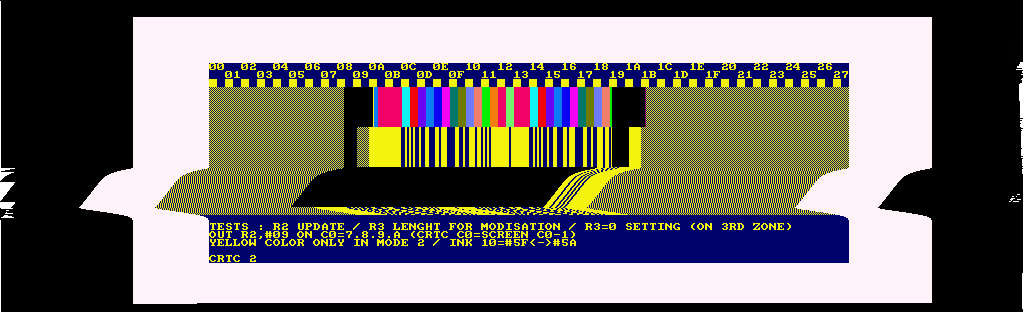 00 02 04 06 08 0A 0C 0E 10 12 14 16 18 1A 1C 1E 20 22 24 26
01 03 05 07 09 0B 0D 0F 11 13 15 17 19 1B 1D 1F 21 23 25 27
TESTS : R2 UPDATE / R3 LENGHT FOR MODISATION / R3=0 SETTING (ON 3RD ZONE)
OUT R2,#09 ON C0=7.8.9.A (CRTC C0=SCREEN C0-1)
YELLOW COLOR ONLY IN MODE 2 / INK 10=#5F<->#5A
CRTC 2